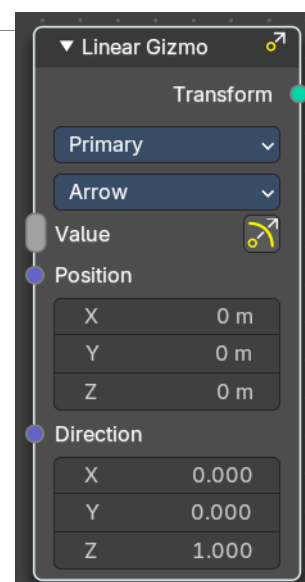 Linear Gizmo
Transform
Primary
Arrow
Value
Position
X 0 m
Y 0 m
Z 0 m
Direction
X 0.000
Y 0.000
Z 1.000